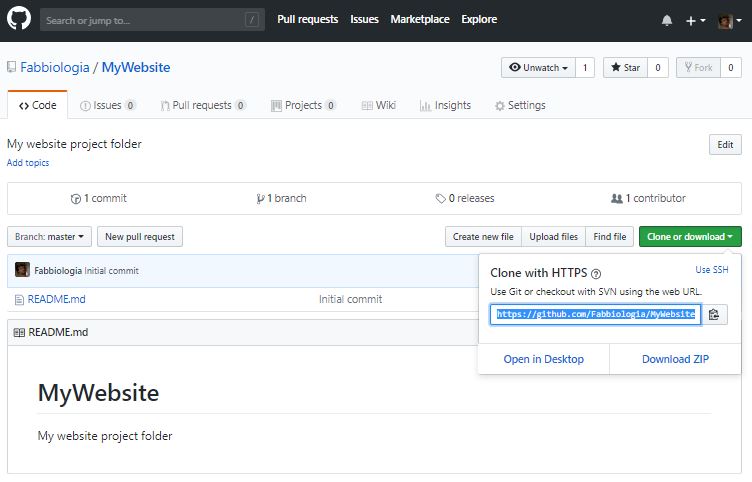 Search or jump to... /
Pull requests Issues Marketplace Explore
Fabbiologia / MyWebsite
Unwatch 1 Star 0 Fork 0
Code Issues 0 Pull requests 0 Projects 0 Wiki Insights Settings
My website project folder
Edit
Add topics
1 commit 1 branch 0 releases 1 contributor
Branch: master New pull request Create new file Upload files Find file Clone or download
Fabbiologia Initial commit
README.md Initial commit
Clone with HTTPS ? Use SSH
Use Git or checkout with SVN using the web URL.
https://github.com/Fabbiologia/MyWebsite
Open in Desktop Download ZIP
README.md
MyWebsite
My website project folder